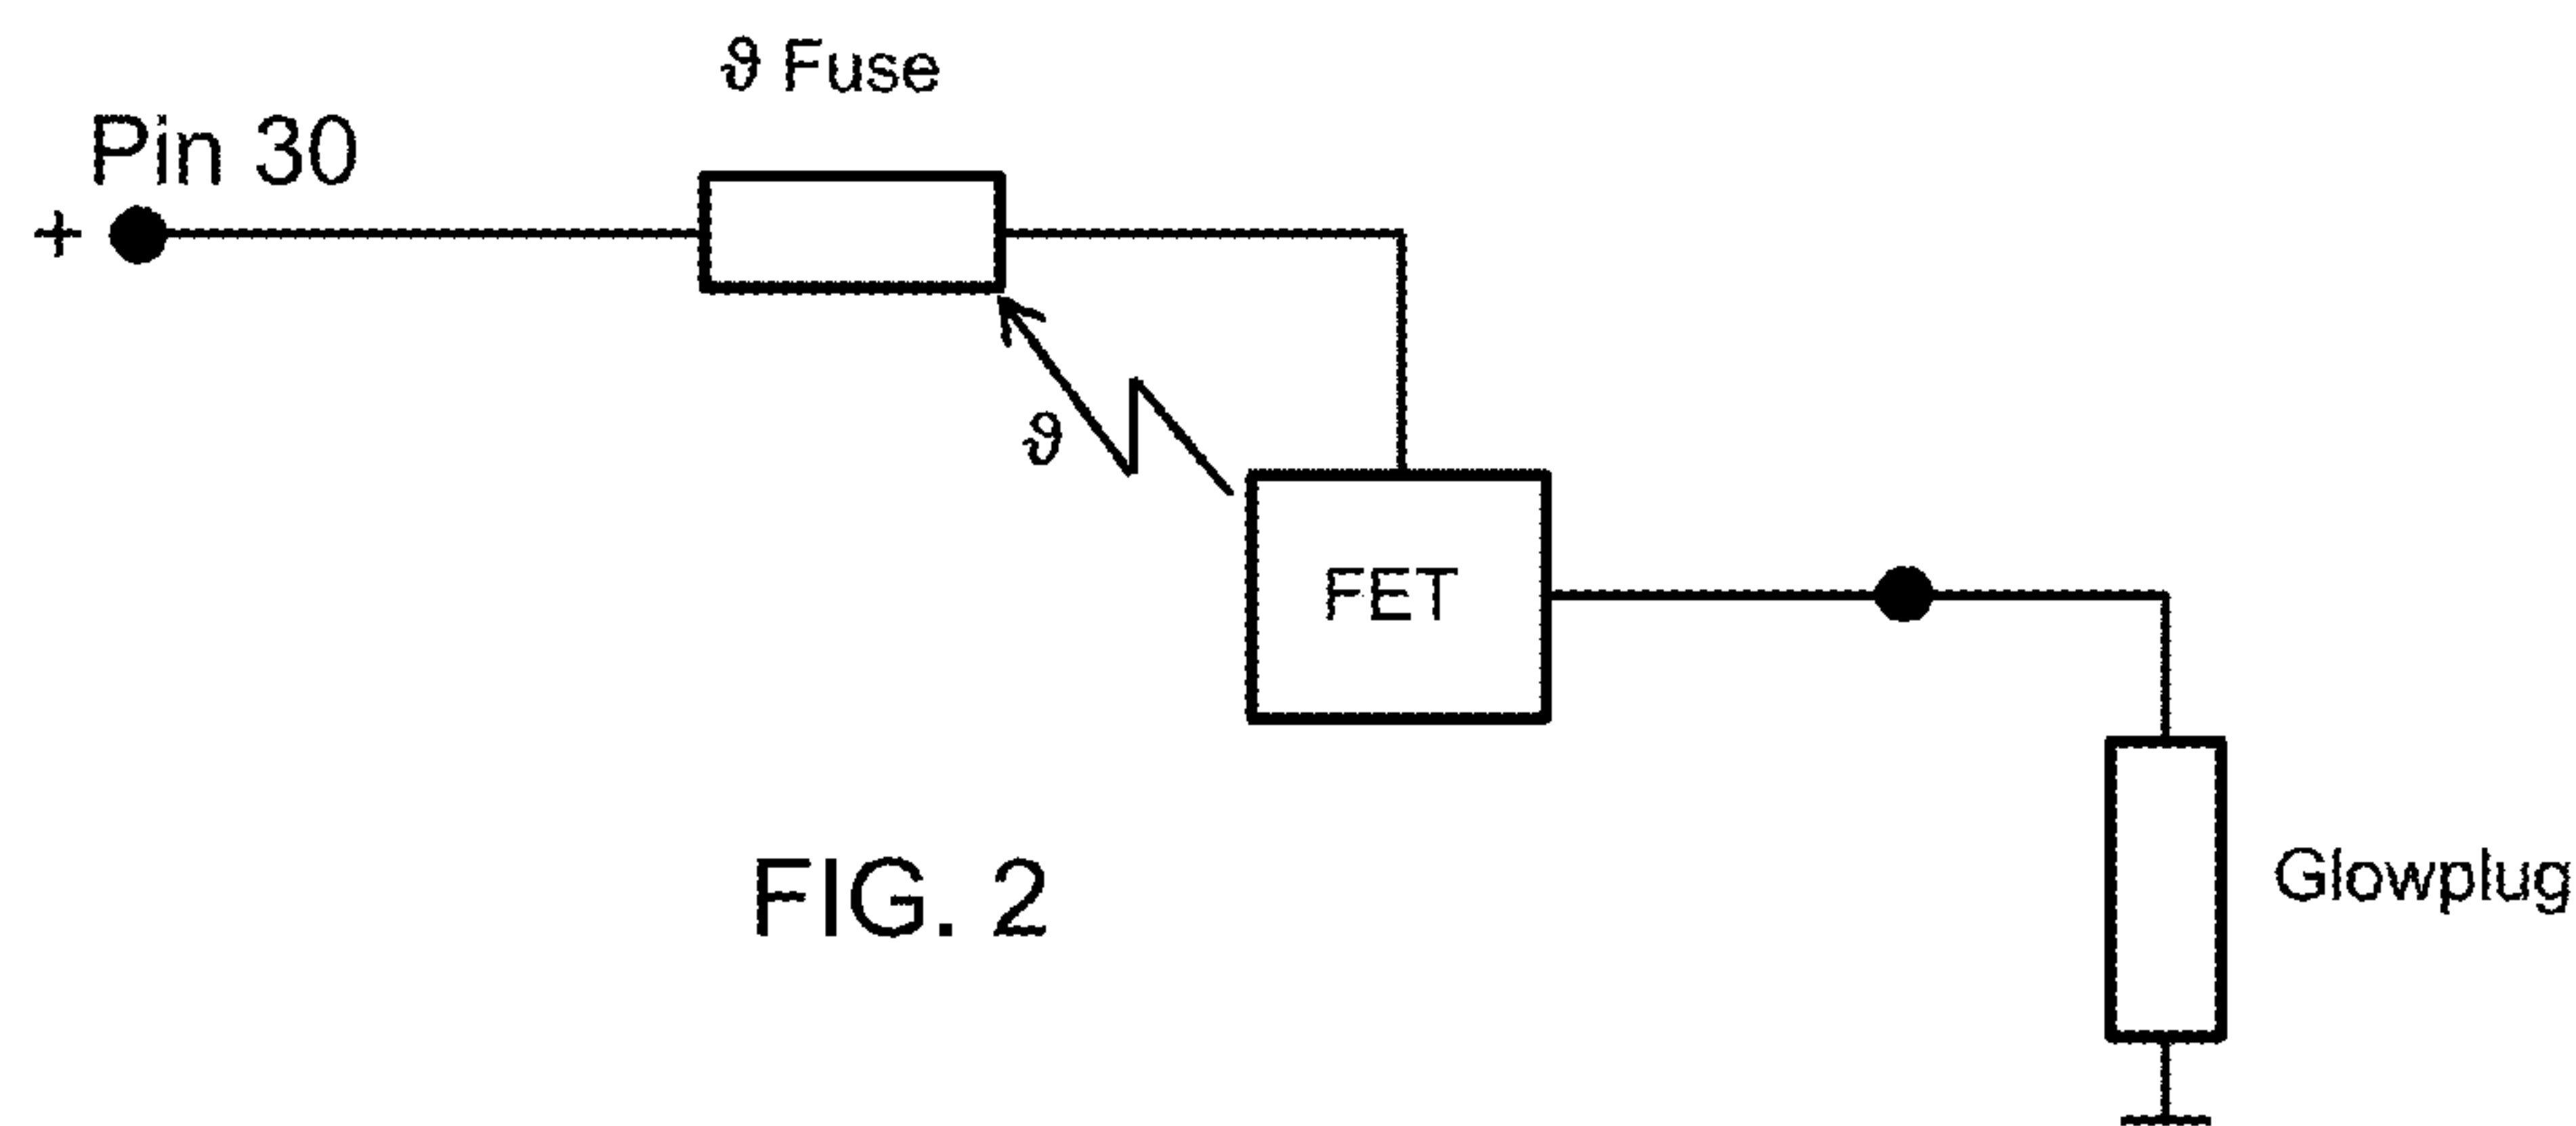 ϑ Fuse
Pin 30
+
ϑ
FET
Glowplug
FIG. 2